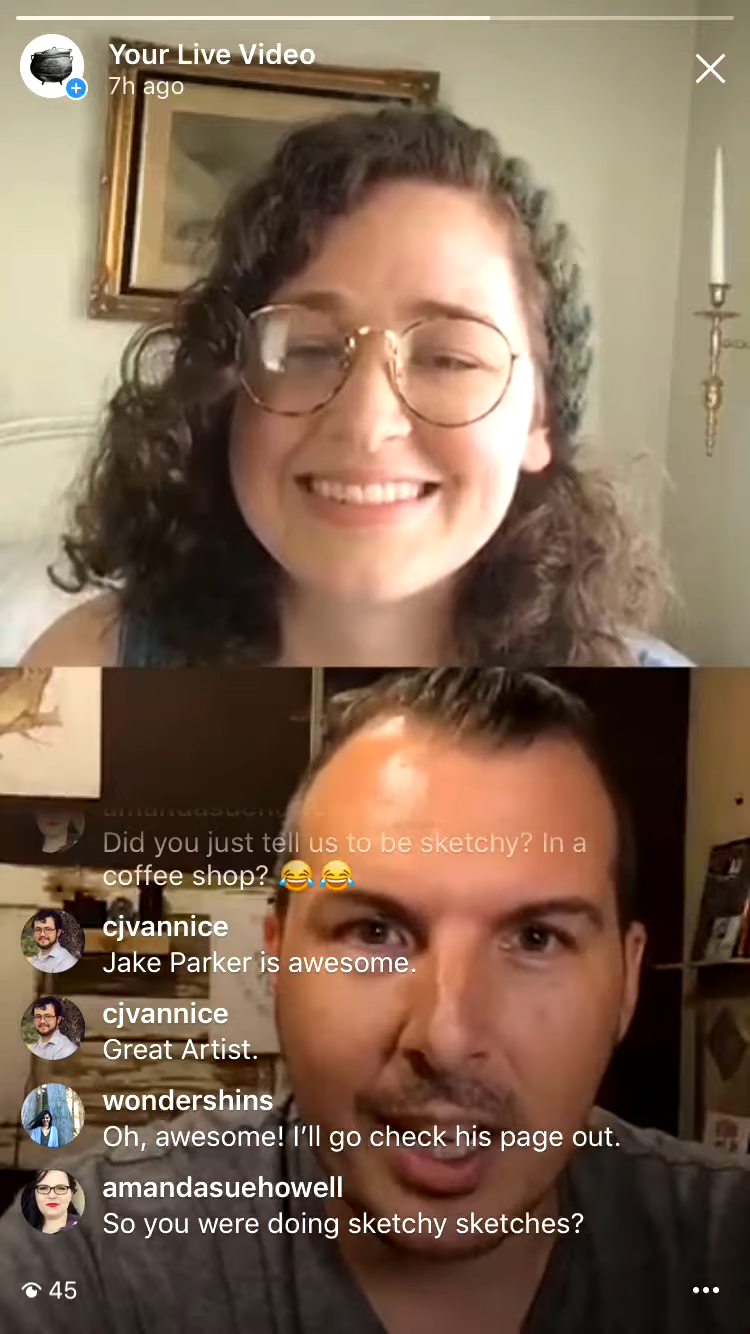 Your Live Video
7h ago
Did you just tell us to be sketchy? In a
coffee shop? 😂😂
cjvannice
Jake Parker is awesome.
cjvannice
Great Artist.
wondershins
Oh, awesome! I'll go check his page out.
amandasuehowell
So you were doing sketchy sketches?
45